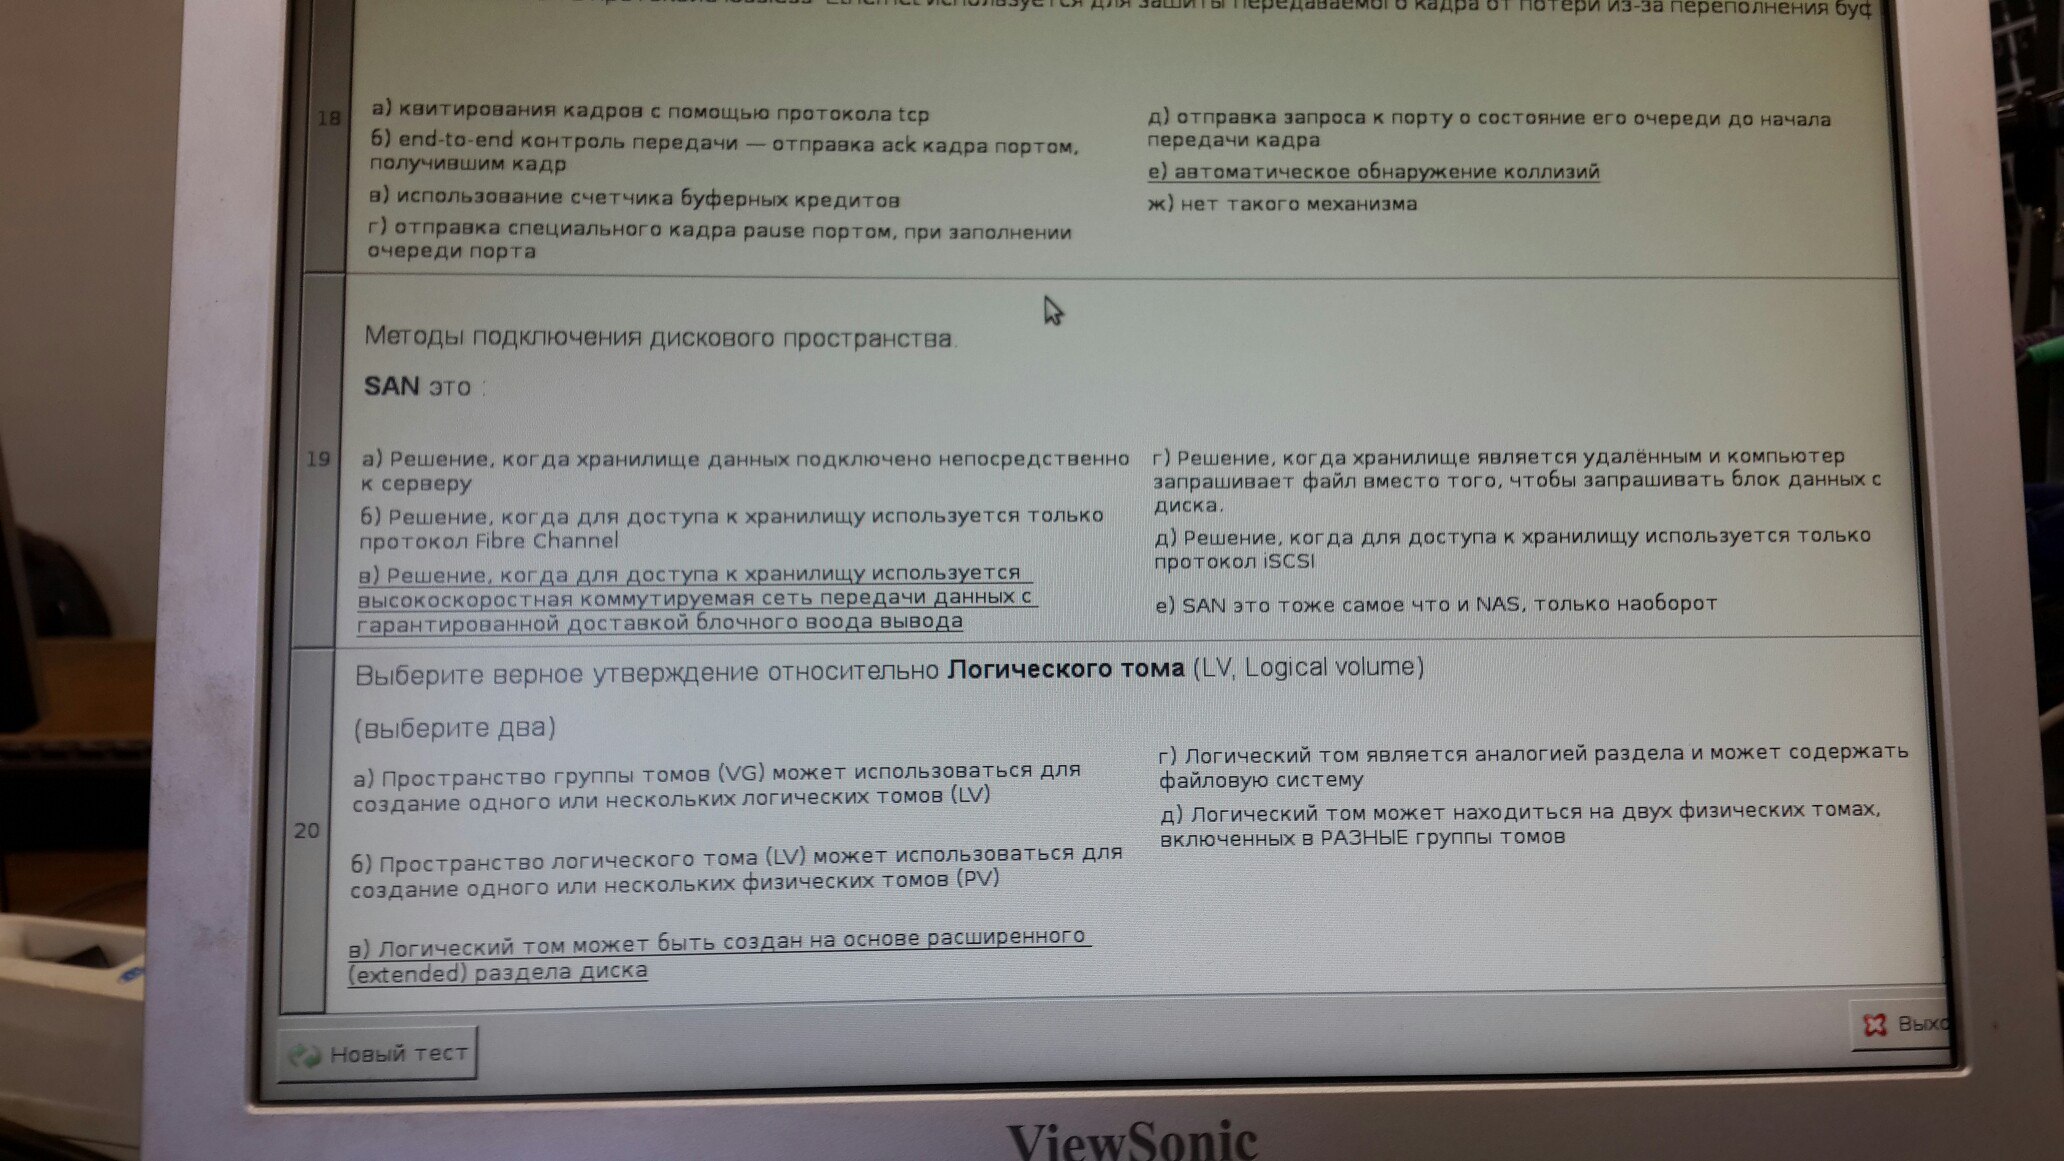 в протоколе lossless Ethernet используется для зашиты передаваемого кадра от потери из-за переполнения буф
18
а) квитирования кадров с помощью протокола tcp
б) end-to-end контроль передачи — отправка ack кадра портом,
получившим кадр
в) использование счетчика буферных кредитов
г) отправка специального кадра pause портом, при заполнении
очереди порта
д) отправка запроса к порту о состояние его очереди до начала
передачи кадра
е) автоматическое обнаружение коллизий
ж) нет такого механизма
19
Методы подключения дискового пространства.
SAN это :
а) Решение, когда хранилище данных подключено непосредственно
к серверу
б) Решение, когда для доступа к хранилищу используется только
протокол Fibre Channel
в) Решение, когда для доступа к хранилищу используется
высокоскоростная коммутируемая сеть передачи данных с
гарантированной доставкой блочного воода вывода
г) Решение, когда хранилище является удалённым и компьютер
запрашивает файл вместо того, чтобы запрашивать блок данных с
диска.
д) Решение, когда для доступа к хранилищу используется только
протокол iSCSI
е) SAN это тоже самое что и NAS, только наоборот
20
Выберите верное утверждение относительно Логического тома (LV, Logical volume)
(выберите два)
а) Пространство группы томов (VG) может использоваться для
создание одного или нескольких логических томов (LV)
б) Пространство логического тома (LV) может использоваться для
создание одного или нескольких физических томов (PV)
в) Логический том может быть создан на основе расширенного
(extended) раздела диска
г) Логический том является аналогией раздела и может содержать
файловую систему
д) Логический том может находиться на двух физических томах,
включенных в РАЗНЫЕ группы томов
Новый тест
Выхо
ViewSonic